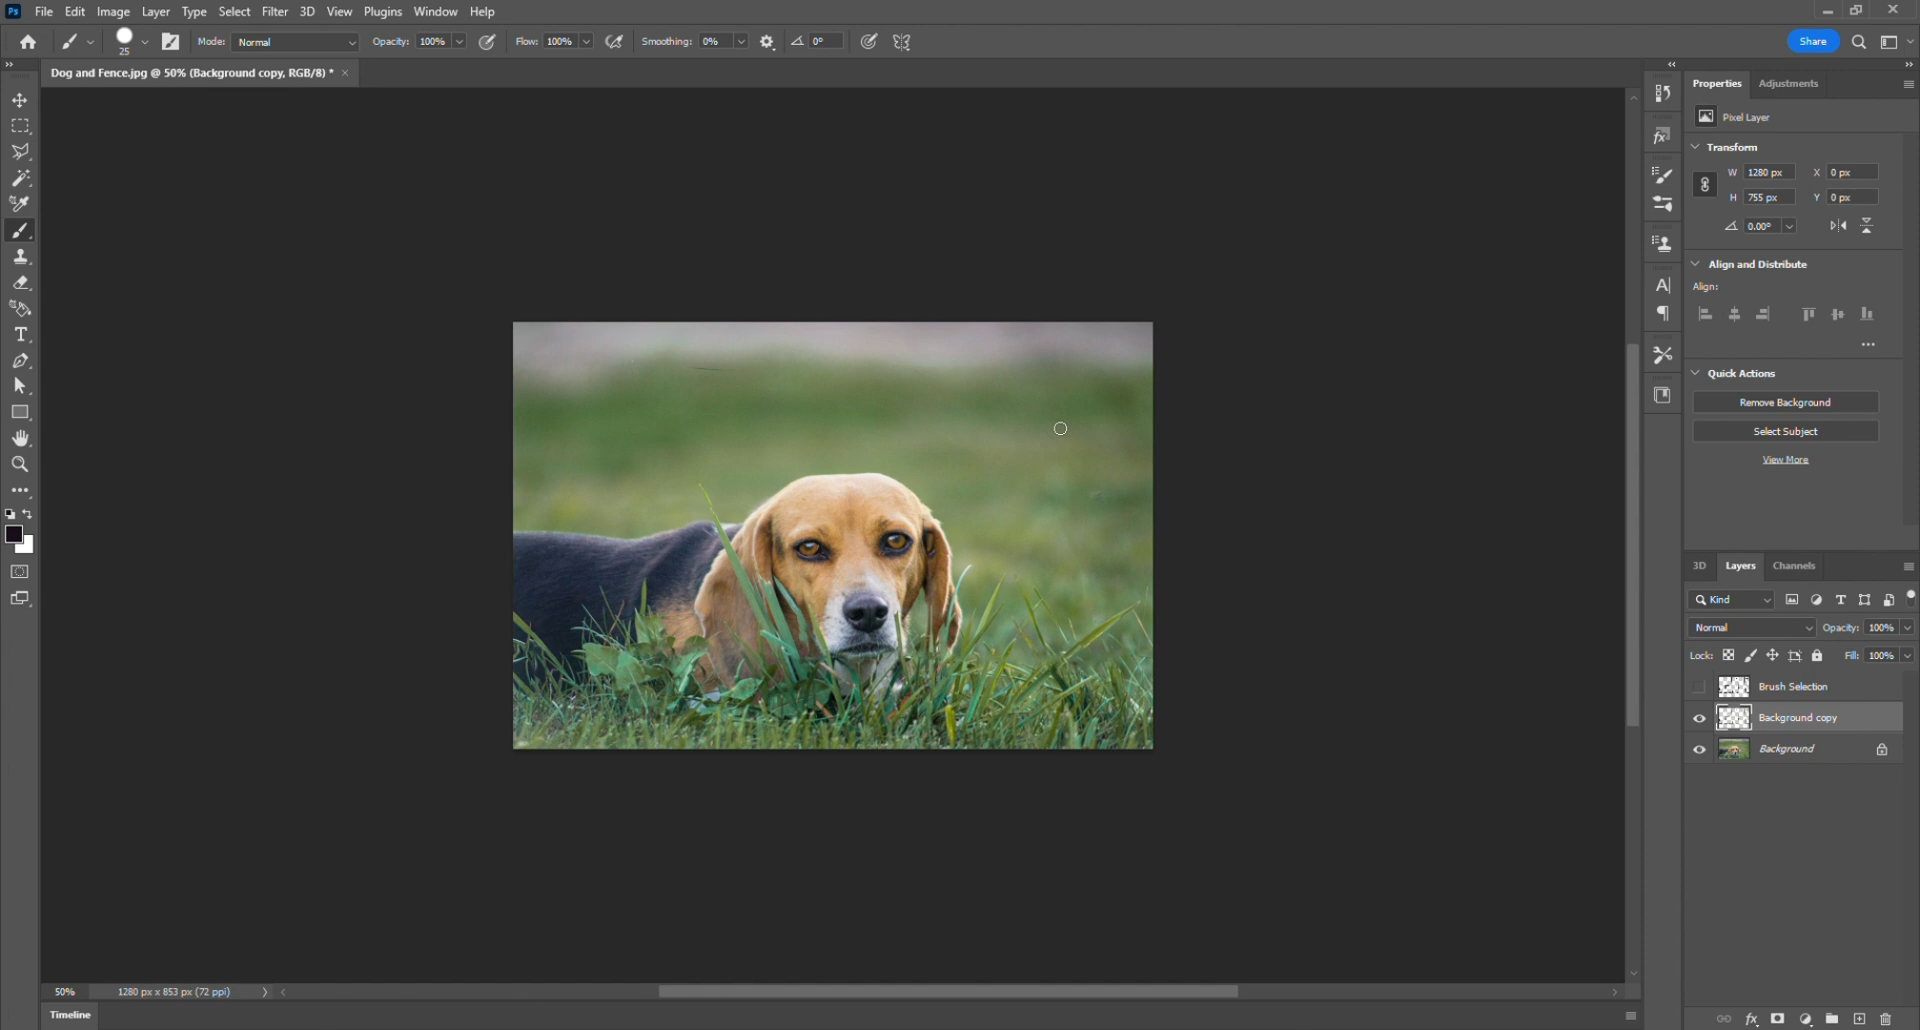 Ps File Edit Image Layer Type Select Filter 3D View Plugins Window Help
25 Mode: Normal Opacity: 100% Flow: 100% Smoothing: 0% 0° Share
Dog and Fence.jpg @ 50% (Background copy, RGB/8) *
Properties Adjustments
Pixel Layer
Transform
W 1280 px X 0 px
H 755 px Y 0 px
0.00°
Align and Distribute
Align:
Quick Actions
Remove Background
Select Subject
View More
3D Layers Channels
Kind
Normal Opacity: 100%
Lock: Fill: 100%
Brush Selection
Background copy
Background
50% 1280 px x 853 px (72 ppi)
Timeline